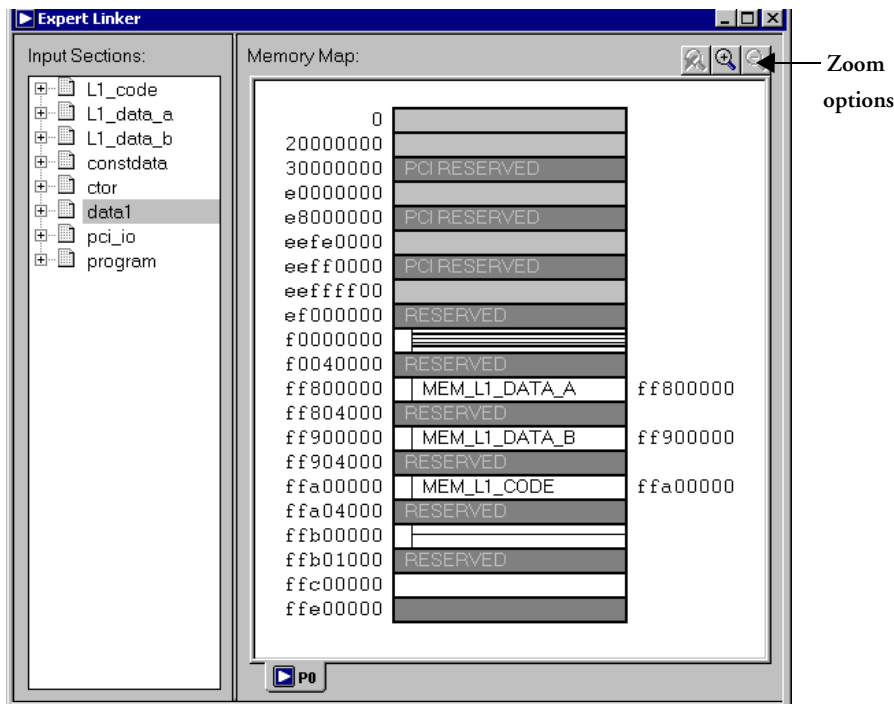 Expert Linker
Input Sections:
L1_code
L1_data_a
L1_data_b
constdata
ctor
data1
pci_io
program
Memory Map:
Zoom
options
0
20000000
30000000 PCI RESERVED
e0000000
e8000000 PCI RESERVED
eefe0000
eeff0000 PCI RESERVED
eeffff00
ef000000 RESERVED
f0000000
f0040000 RESERVED
ff800000 MEM_L1_DATA_A ff800000
ff804000 RESERVED
ff900000 MEM_L1_DATA_B ff900000
ff904000 RESERVED
ffa00000 MEM_L1_CODE ffa00000
ffa04000 RESERVED
ffb00000
ffb01000 RESERVED
ffc00000
ffe00000
P0